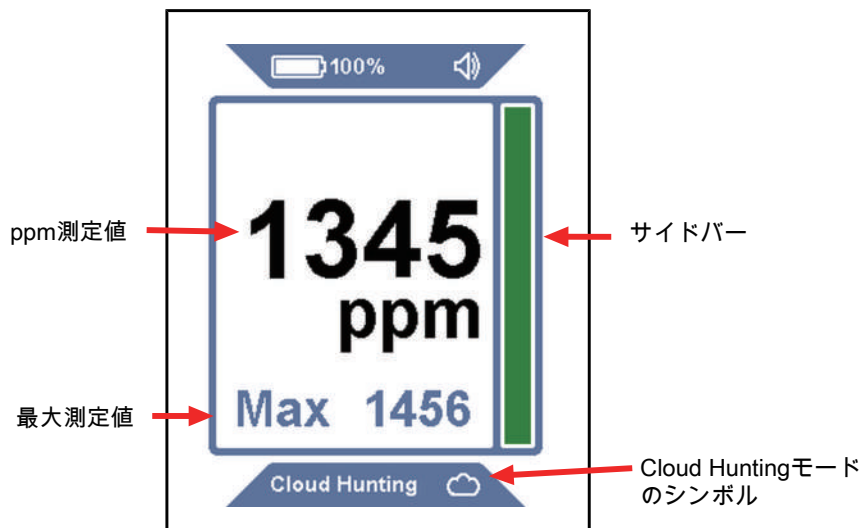 100%
ppm測定値
1345
ppm
サイドバー
最大測定値
Max 1456
Cloud Hunting
Cloud Huntingモード
のシンボル